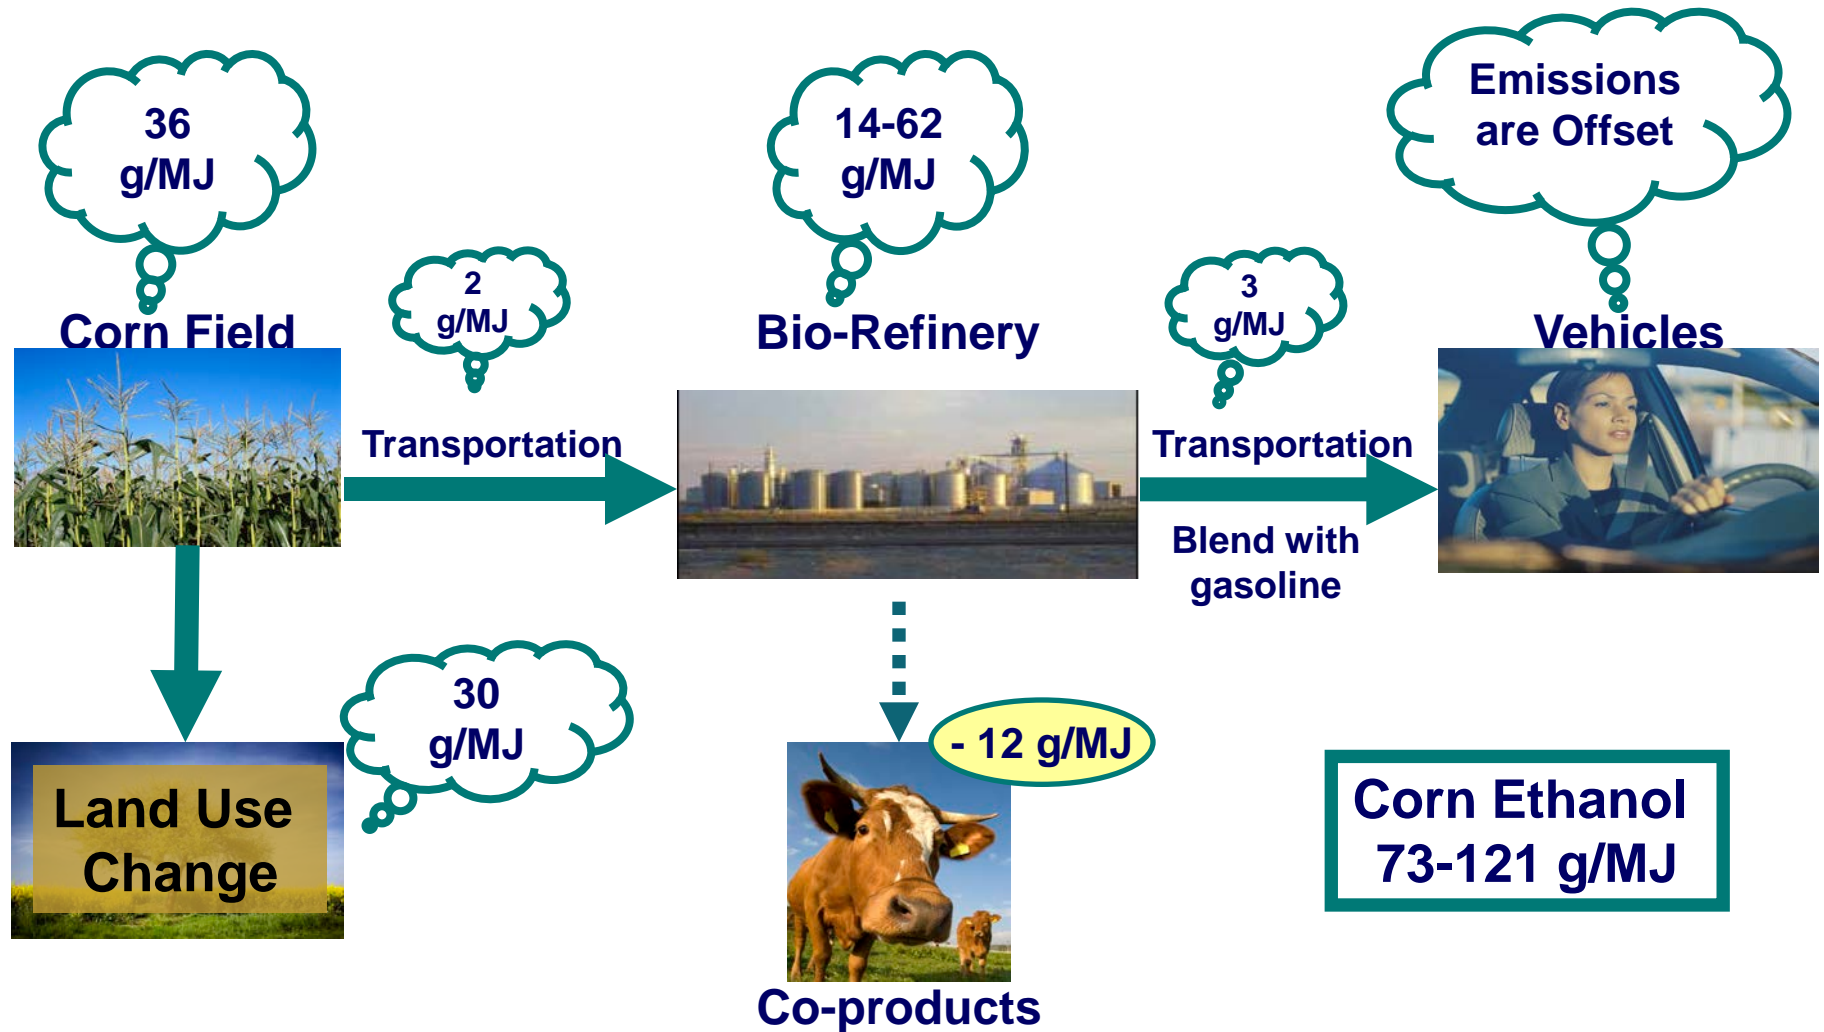 36
g/MJ
14-62
g/MJ
Emissions
are Offset
2
g/MJ
3
g/MJ
Corn Field
Bio-Refinery
Vehicles
Transportation
Transportation
Blend with
gasoline
30
g/MJ
- 12 g/MJ
Land Use
Change
Corn Ethanol
73-121 g/MJ
Co-products